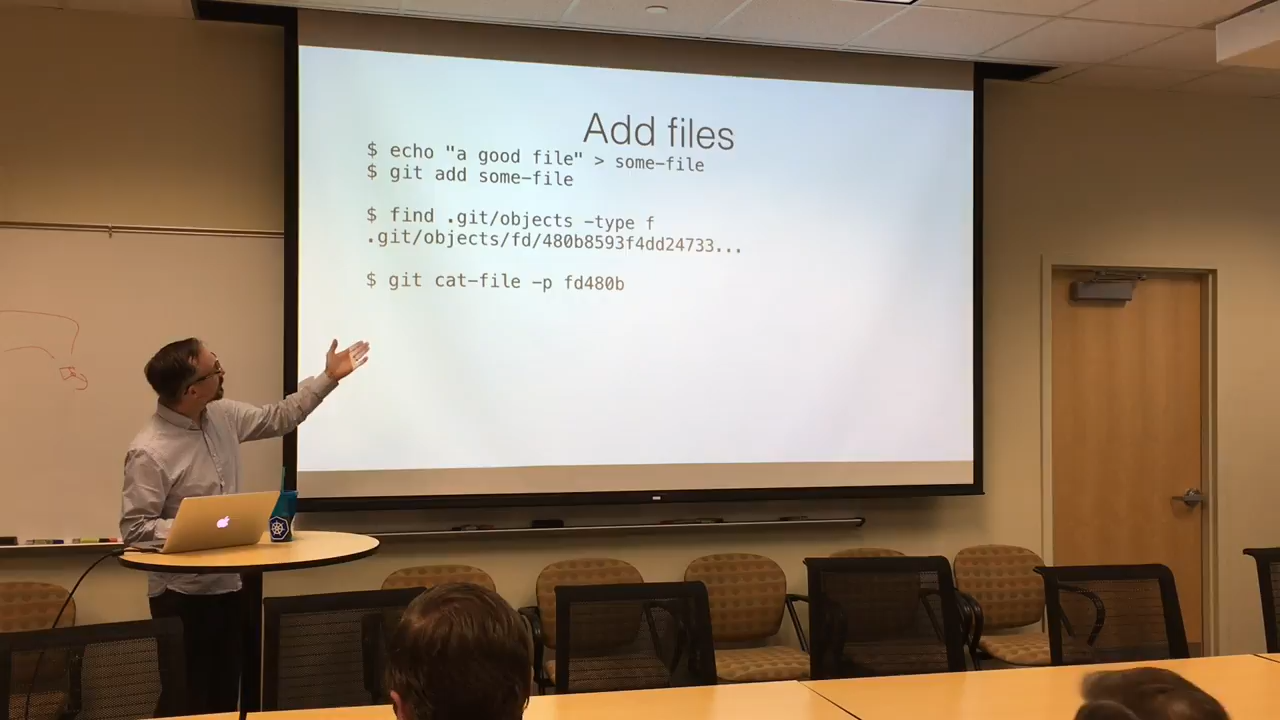 Add files
$ echo "a good file" > some-file
$ git add some-file
$ find .git/objects -type f
.git/objects/fd/480b8593f4dd24733...
$ git cat-file -p fd480b